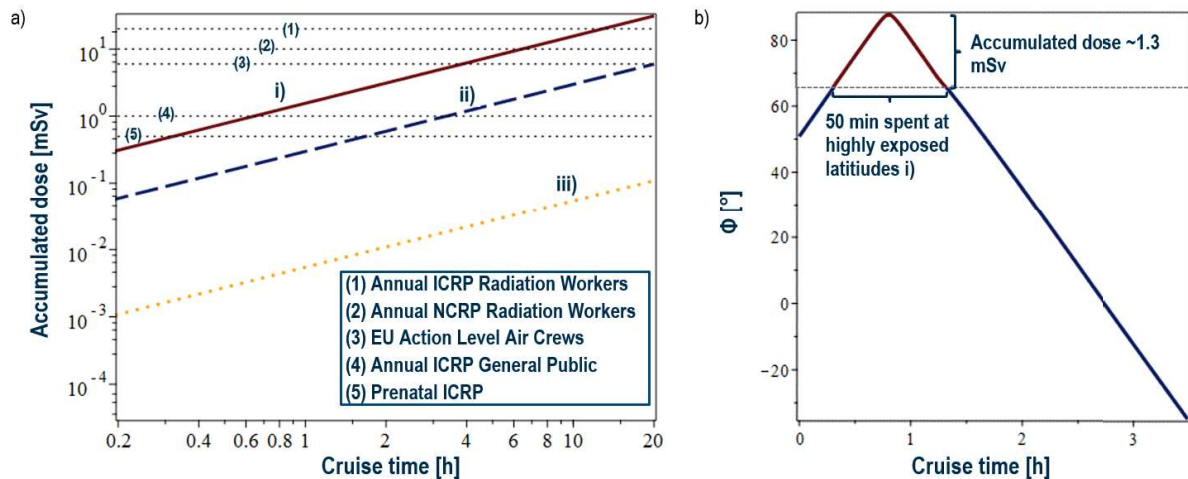 a)
Accumulated dose [mSv]
10¹
10⁰
10⁻¹
10⁻²
10⁻³
10⁻⁴
(1)
(2)
(3)
i)
(4)
ii)
(5)
iii)
(1) Annual ICRP Radiation Workers
(2) Annual NCRP Radiation Workers
(3) EU Action Level Air Crews
(4) Annual ICRP General Public
(5) Prenatal ICRP
0.2 0.4 0.6 0.8 1 2 4 6 8 10 20
Cruise time [h]
b)
Φ [°]
80
60
40
20
0
−20
Accumulated dose ~1.3
mSv
50 min spent at
highly exposed
latitiudes i)
0 1 2 3
Cruise time [h]